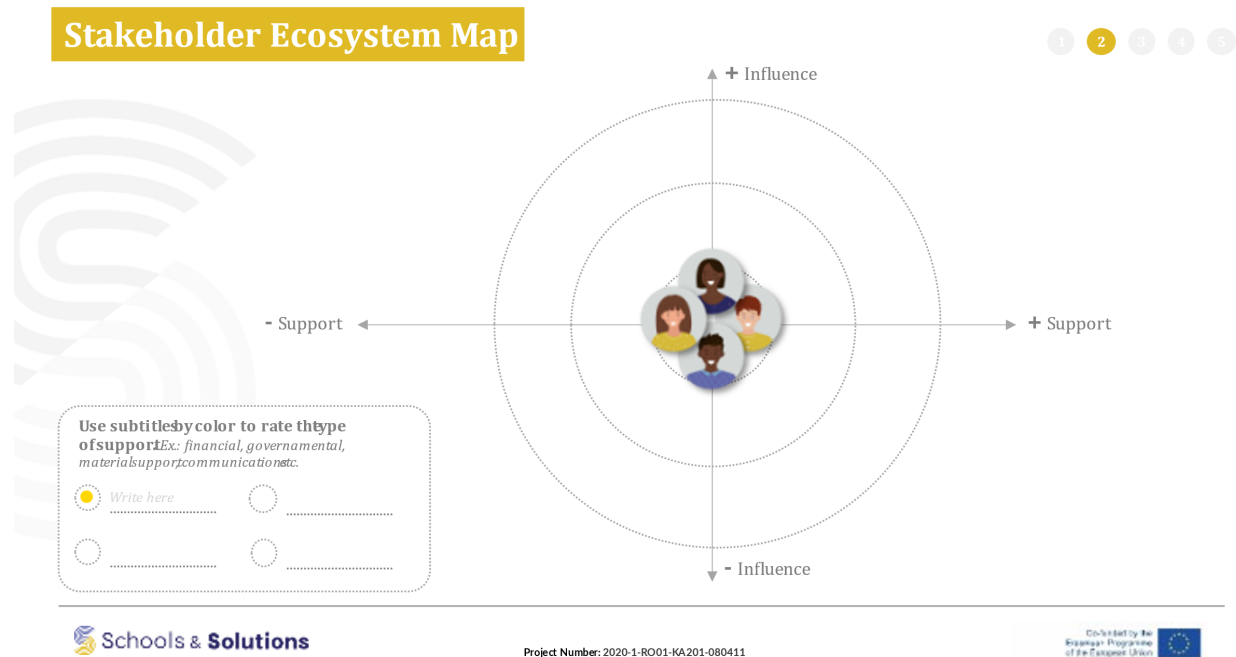 Stakeholder Ecosystem Map
1 2 3 4 5
+ Influence
- Support
+ Support
Use subtitles by color to rate the type
of support. Ex.: financial, governamental,
material support, communications etc.
Write here
- Influence
Schools & Solutions
Project Number: 2020-1-RO01-KA201-080411
Co-funded by the
Erasmus+ Programme
of the European Union